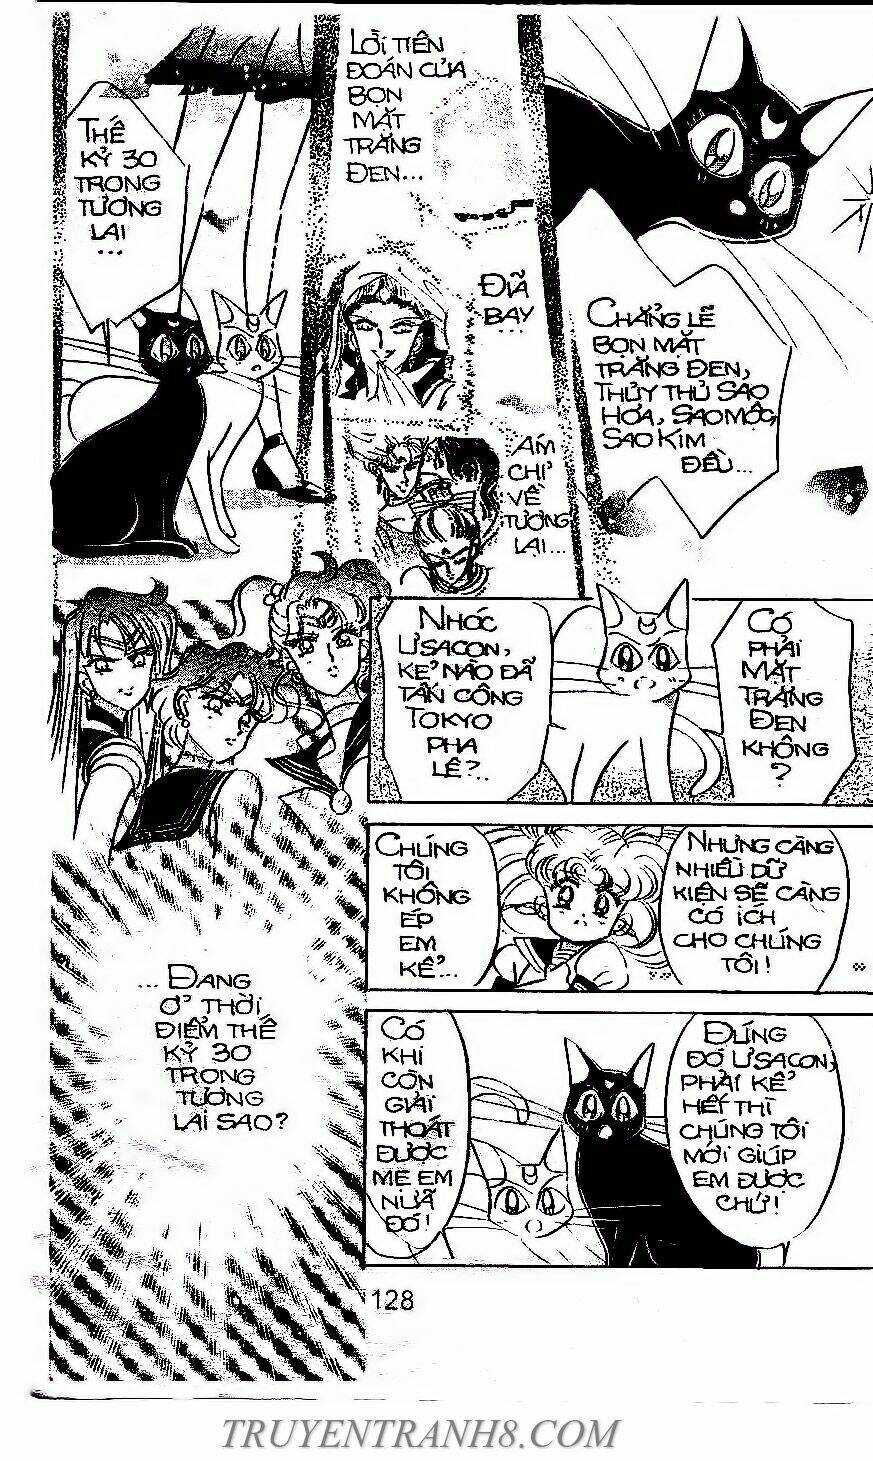 THẾ
KỶ 30
TRONG
TƯƠNG
LAI
...
LỜI TIÊN
ĐOÁN CỦA
BỌN
MẶT
TRĂNG
ĐEN...
ĐĨA
BAY
...
ÁM
CHỈ
VỀ
TƯƠNG
LAI...
CHẲNG LẼ
BỌN MẶT
TRĂNG ĐEN,
THỦY THỦ SAO
HỎA, SAO MỘC,
SAO KIM
ĐỀU...
NHÓC
ƯSACON,
KẺ NÀO ĐÃ
TẤN CÔNG
TOKYO
PHA
LÊ?..
CÓ
PHẢI
MẶT
TRĂNG
ĐEN
KHÔNG
?
CHÚNG
TÔI
KHÔNG
ÉP
EM
KỂ...
NHƯNG CÀNG
NHIỀU DỮ
KIỆN SẼ CÀNG
CÓ ÍCH
CHO CHÚNG
TÔI!
... ĐANG
Ở THỜI
ĐIỂM THẾ
KỶ 30
TRONG
TƯƠNG
LAI SAO?
CÓ
KHI
CÒN
GIẢI
THOÁT
ĐƯỢC
MẸ EM
NỮA
ĐÓ!
ĐÚNG
ĐÓ ƯSACON,
PHẢI KỂ
HẾT THÌ
CHÚNG TÔI
MỚI GIÚP
EM ĐƯỢC
CHỨ!
128
TRUYENTRANH8.COM